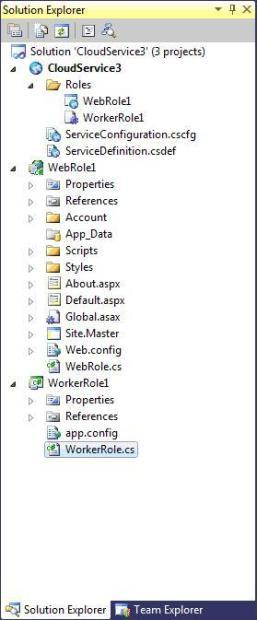 Solution Explorer
Solution 'CloudService3' (3 projects)
CloudService3
Roles
WebRole1
WorkerRole1
ServiceConfiguration.cscfg
ServiceDefinition.csdef
WebRole1
Properties
References
Account
App_Data
Scripts
Styles
About.aspx
Default.aspx
Global.asax
Site.Master
Web.config
WebRole.cs
WorkerRole1
Properties
References
app.config
WorkerRole.cs
Solution Explorer Team Explorer